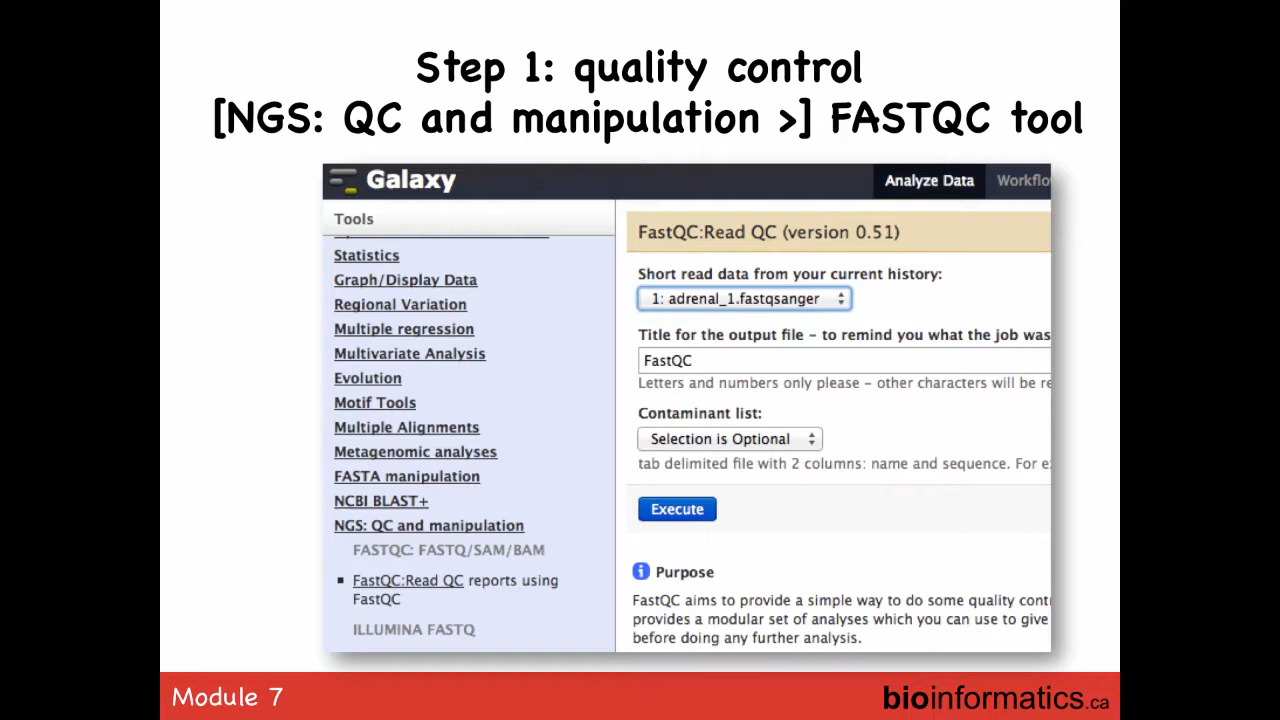 Step 1: quality control
[NGS: QC and manipulation >] FASTQC tool
Galaxy
Analyze Data
Workflo
Tools
Statistics
Graph/Display Data
Regional Variation
Multiple regression
Multivariate Analysis
Evolution
Motif Tools
Multiple Alignments
Metagenomic analyses
FASTA manipulation
NCBI BLAST+
NGS: QC and manipulation
FASTQC: FASTQ/SAM/BAM
FastQC:Read QC reports using
FastQC
ILLUMINA FASTQ
FastQC:Read QC (version 0.51)
Short read data from your current history:
1: adrenal_1.fastqsanger
Title for the output file – to remind you what the job was
FastQC
Letters and numbers only please – other characters will be re
Contaminant list:
Selection is Optional
tab delimited file with 2 columns: name and sequence. For e
Execute
Purpose
FastQC aims to provide a simple way to do some quality cont
provides a modular set of analyses which you can use to give
before doing any further analysis.
Module 7
bioinformatics.ca